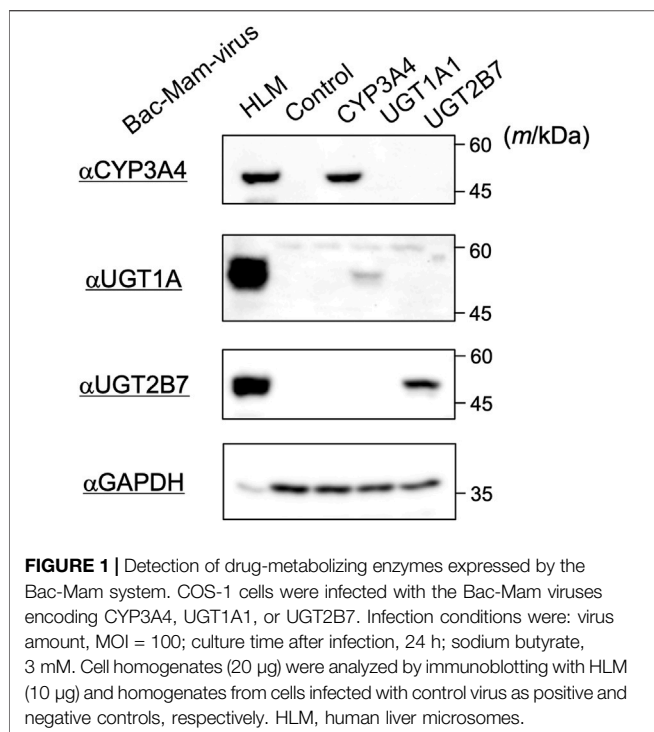 Bac-Mam-virus
HLM
Control
CYP3A4
UGT1A1
UGT2B7
(m/kDa)
αCYP3A4
60
45
αUGT1A
60
45
αUGT2B7
60
45
αGAPDH
35
FIGURE 1 | Detection of drug-metabolizing enzymes expressed by the
Bac-Mam system. COS-1 cells were infected with the Bac-Mam viruses
encoding CYP3A4, UGT1A1, or UGT2B7. Infection conditions were: virus
amount, MOI = 100; culture time after infection, 24 h; sodium butyrate,
3 mM. Cell homogenates (20 μg) were analyzed by immunoblotting with HLM
(10 μg) and homogenates from cells infected with control virus as positive and
negative controls, respectively. HLM, human liver microsomes.